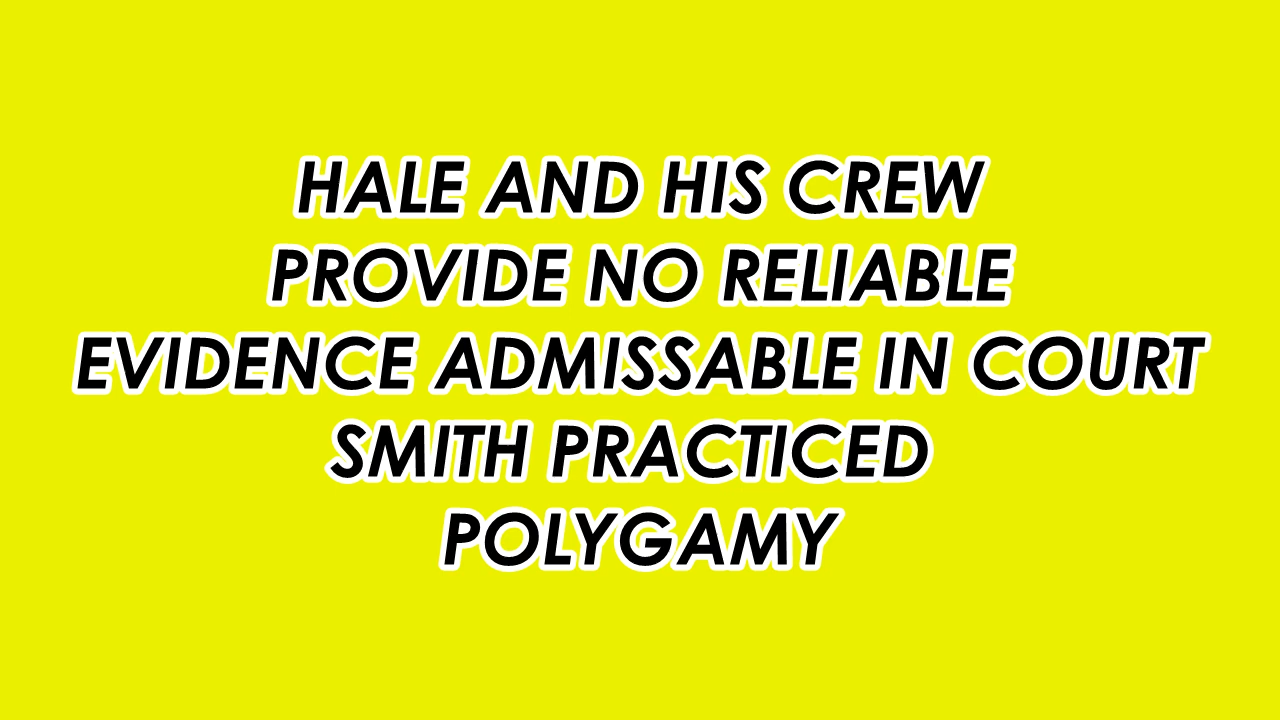 HALE AND HIS CREW
PROVIDE NO RELIABLE
EVIDENCE ADMISSABLE IN COURT
SMITH PRACTICED
POLYGAMY